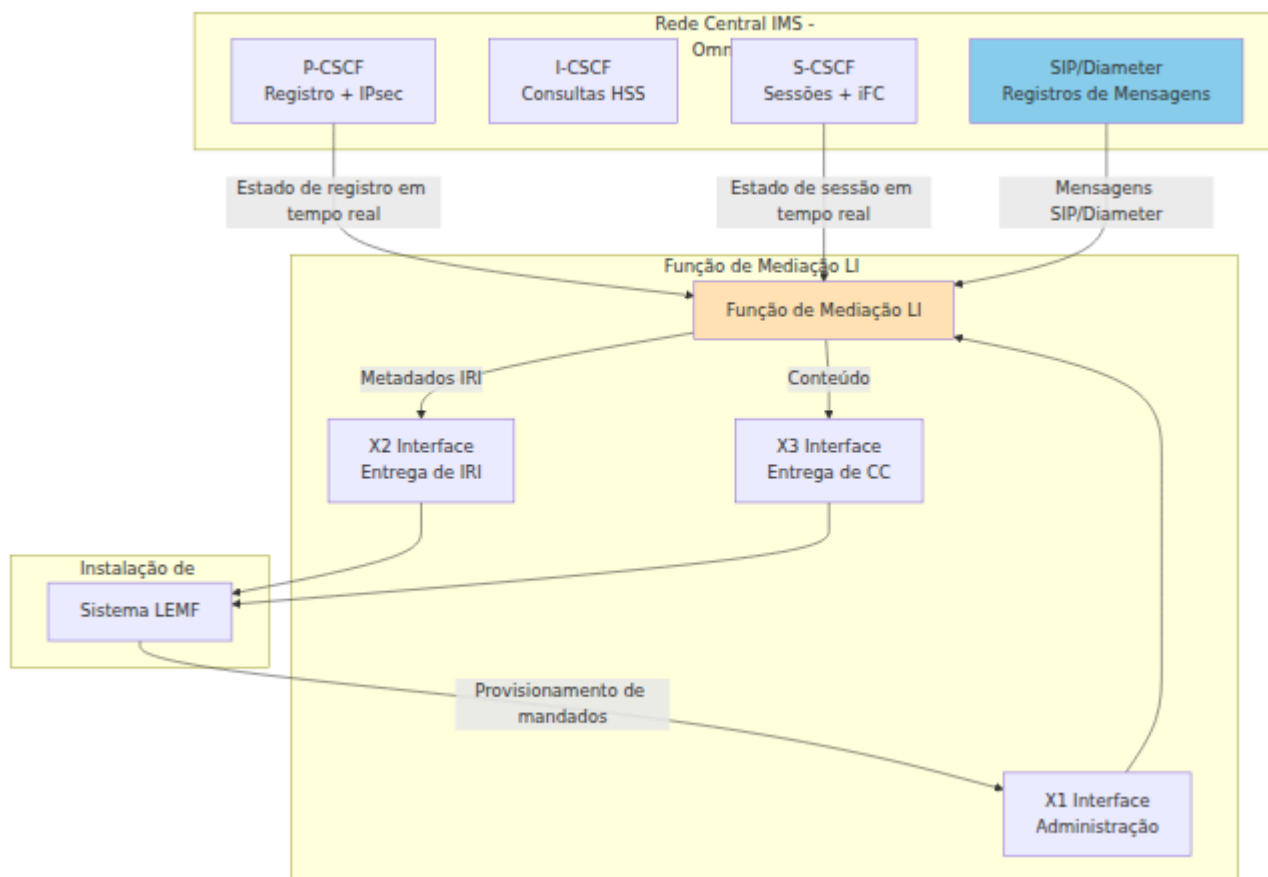 Rede Central IMS -
P-CSCF
Registro + IPsec
I-CSCF
Consultas HSS
S-CSCF
Sessões + iFC
SIP/Diameter
Registros de Mensagens
Estado de registro em
tempo real
Estado de sessão em
tempo real
Mensagens
SIP/Diameter
Função de Mediação LI
Função de Mediação LI
Metadados IRI
Conteúdo
X2 Interface
Entrega de IRI
X3 Interface
Entrega de CC
Instalação de
Sistema LEMF
Provisionamento de
mandados
X1 Interface
Administração